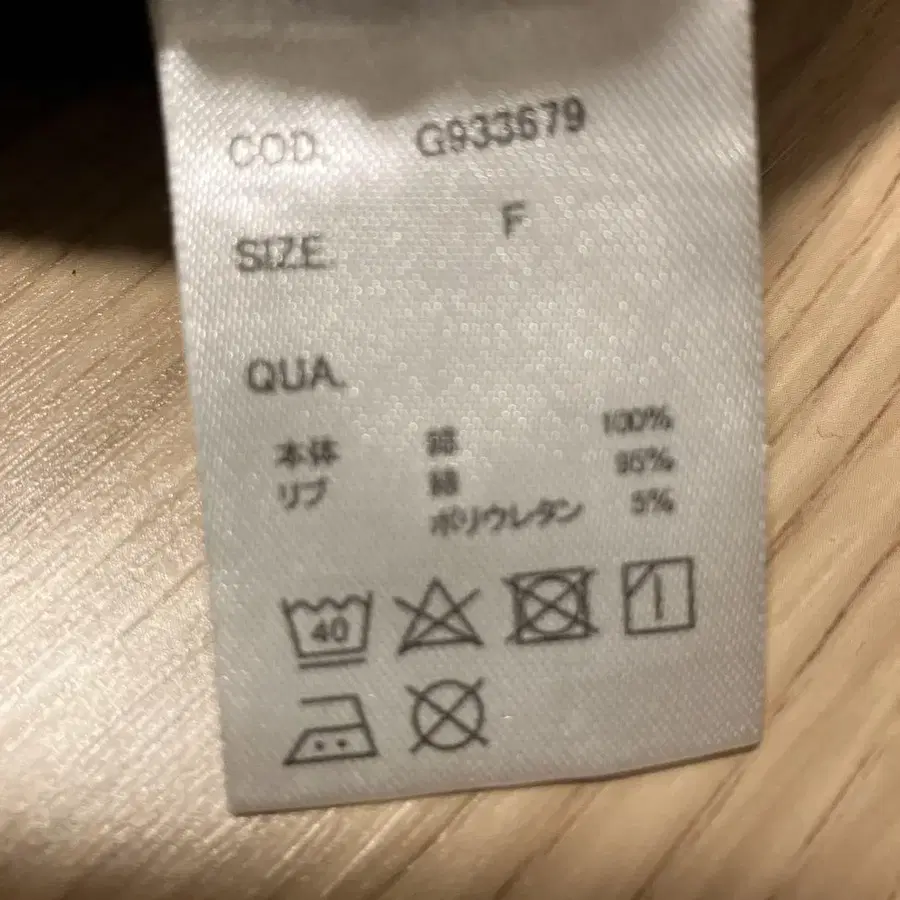 COD. G933679
SIZE. F
QUA.
本体 綿 100%
リブ 綿 95%
ポリウレタン 5%
40